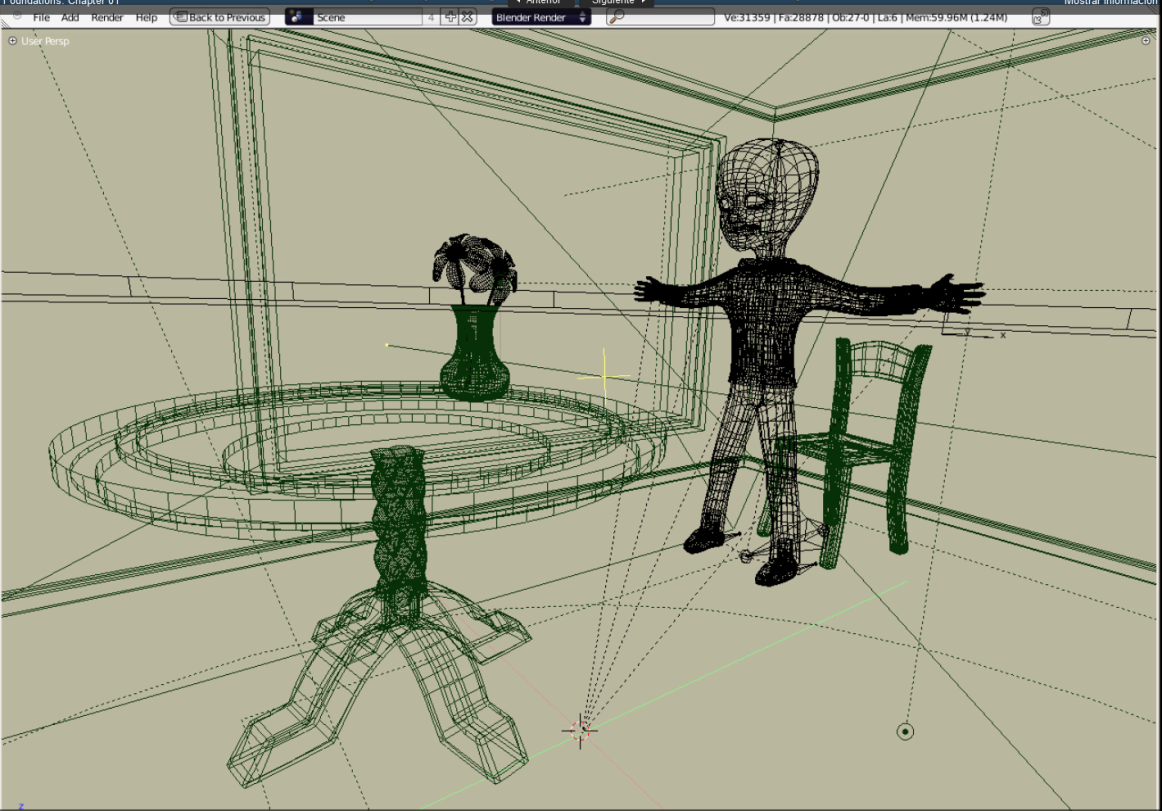 Foundations: Chapter 01
Anterior
Siguiente
Mostrar información
File Add Render Help Back to Previous Scene 4 Blender Render Ve:31359 | Fa:28878 | Ob:27-0 | La:6 | Mem:59.96M (1.24M)
User Persp
x
z